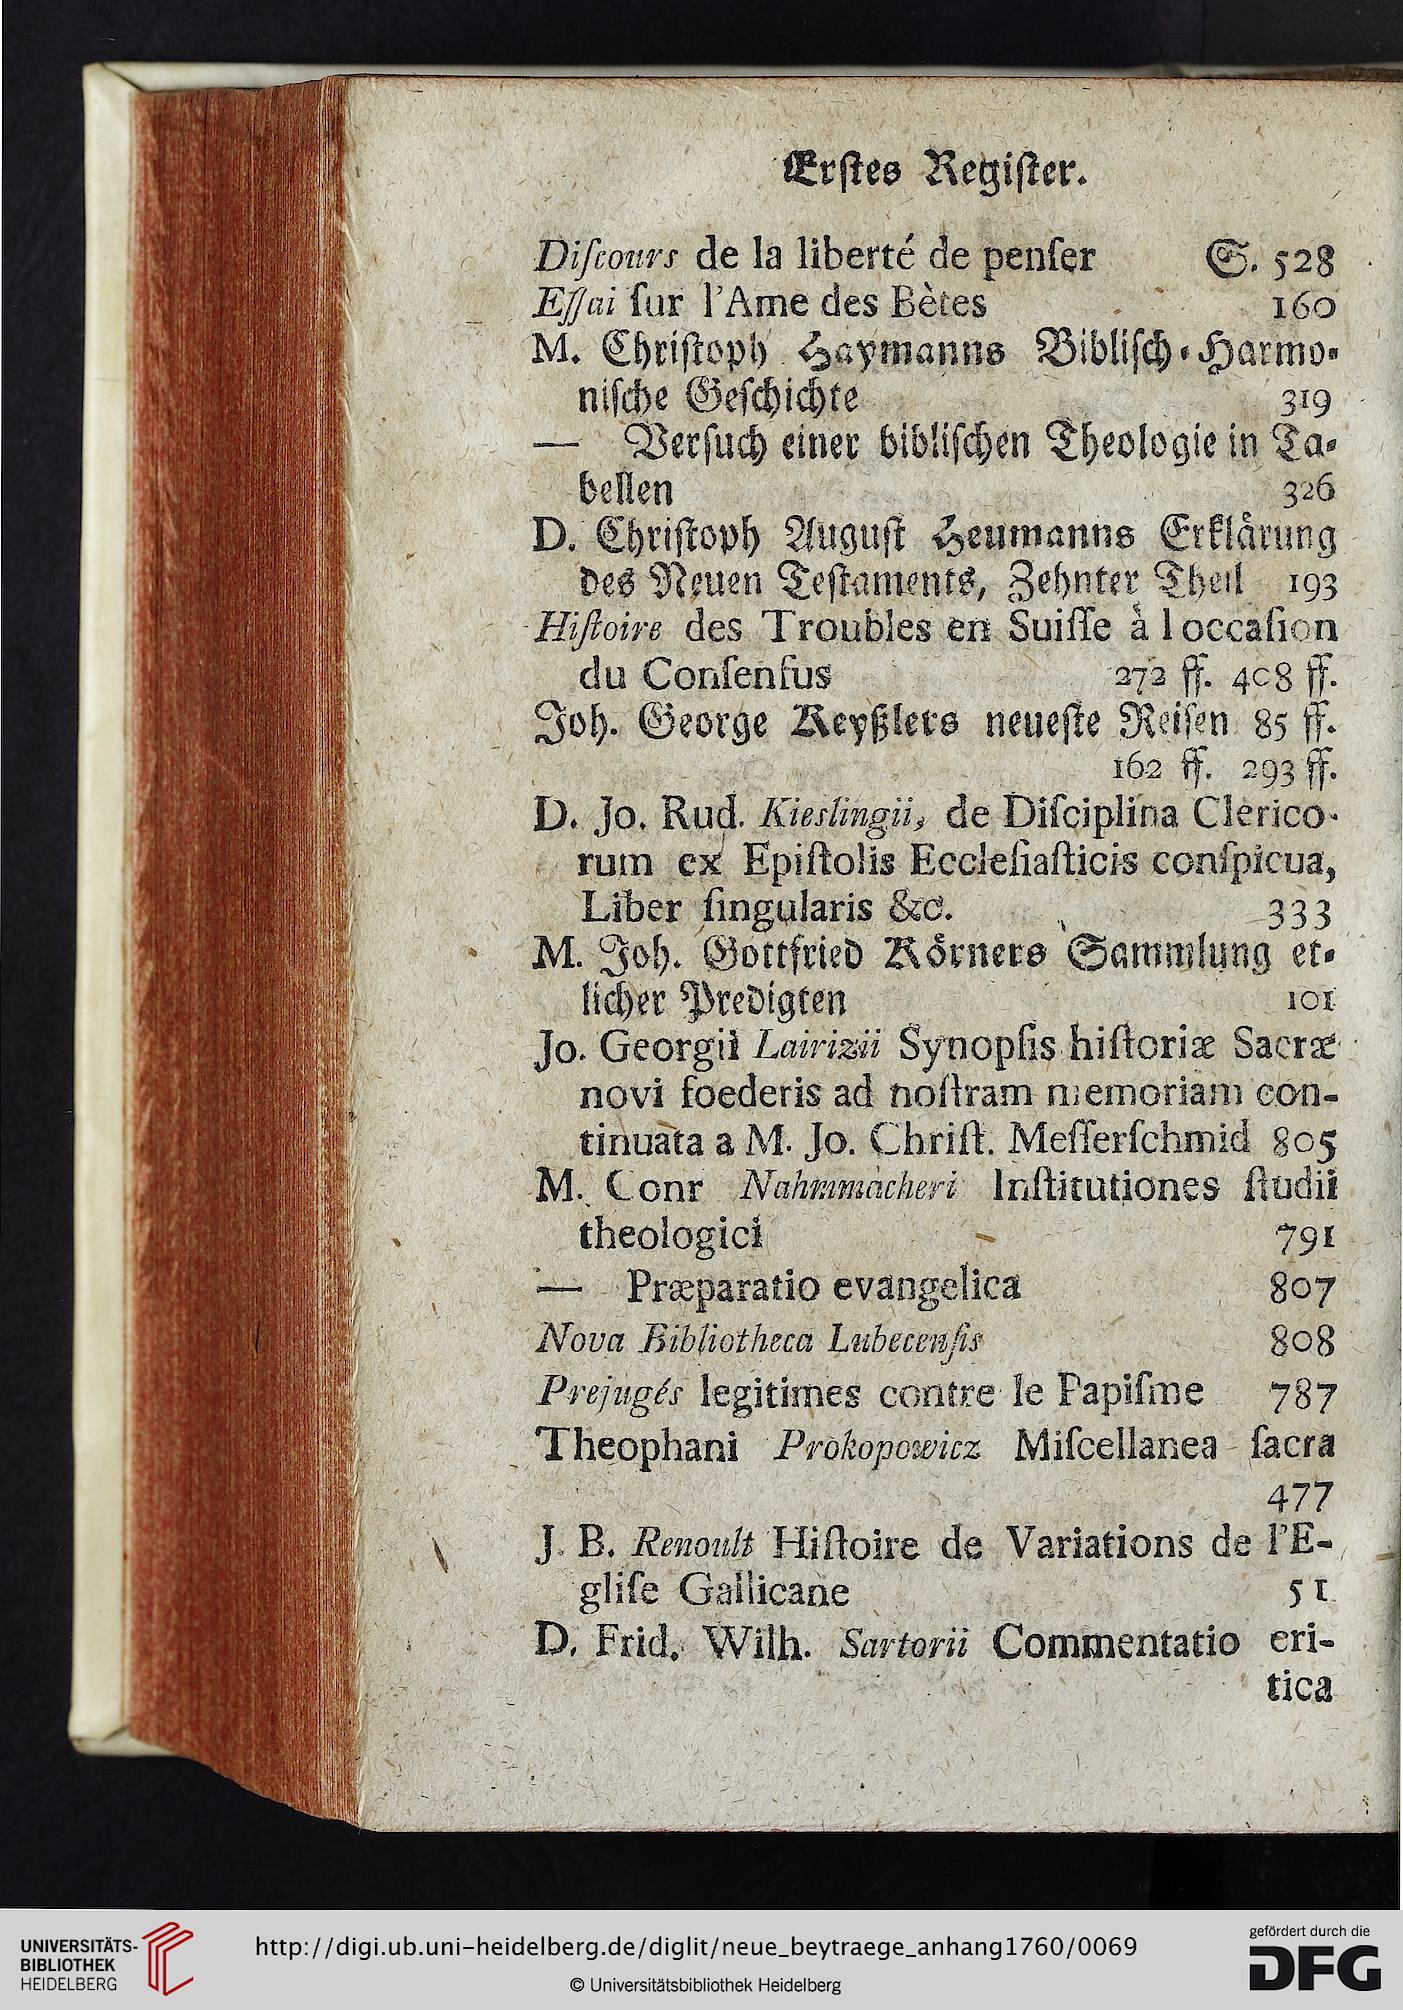 Erſtes Regiſter.
Diſcours de la liberté de penſer S. 528
Eſſai ſur l'Ame des Bètes 160
M. Chriſtoph Haymanns Bibliſch-Harmo-
niſche Geſchichte 319
— Verſuch einer bibliſchen Theologie in Ta-
bellen 326
D. Chriſtoph Auguſt Heumanns Erklärung
des Neuen Teſtaments, Zehnter Theil 193
Hiſtoire des Troubles en Suiſſe à l occaſion
du Conſenſus 272 ff. 408 ff.
Joh. George Keyßlers neueſte Reiſen 85 ff.
162 ff. 293 ff.
D. Jo. Rud. Kieslingii, de Diſciplina Clerico-
rum ex Epiſtolis Eccleſiaſticis conſpicua,
Liber ſingularis &c. 333
M. Joh. Gottfried Körners Sammlung et-
licher Predigten 101
Jo. Georgii Lairizii Synopſis hiſtoriæ Sacræ
novi foederis ad noſtram memoriam con-
tinuata a M. Jo. Chriſt. Meſſerſchmid 805
M. Conr Nahmmacheri Inſtitutiones ſtudii
theologici 791
— Præparatio evangelica 807
Nova Bibliotheca Lubecenſis 808
Prejugés legitimes contre le Papiſme 787
Theophani Prokopowicz Miſcellanea ſacra
477
J. B. Renoult Hiſtoire de Variations de l'E-
gliſe Gallicane 51
D. Frid. Wilh. Sartorii Commentatio eri-
tica
UNIVERSITÄTS-
BIBLIOTHEK
HEIDELBERG
http://digi.ub.uni-heidelberg.de/diglit/neue_beytraege_anhang1760/0069
© Universitätsbibliothek Heidelberg
gefördert durch die
DFG